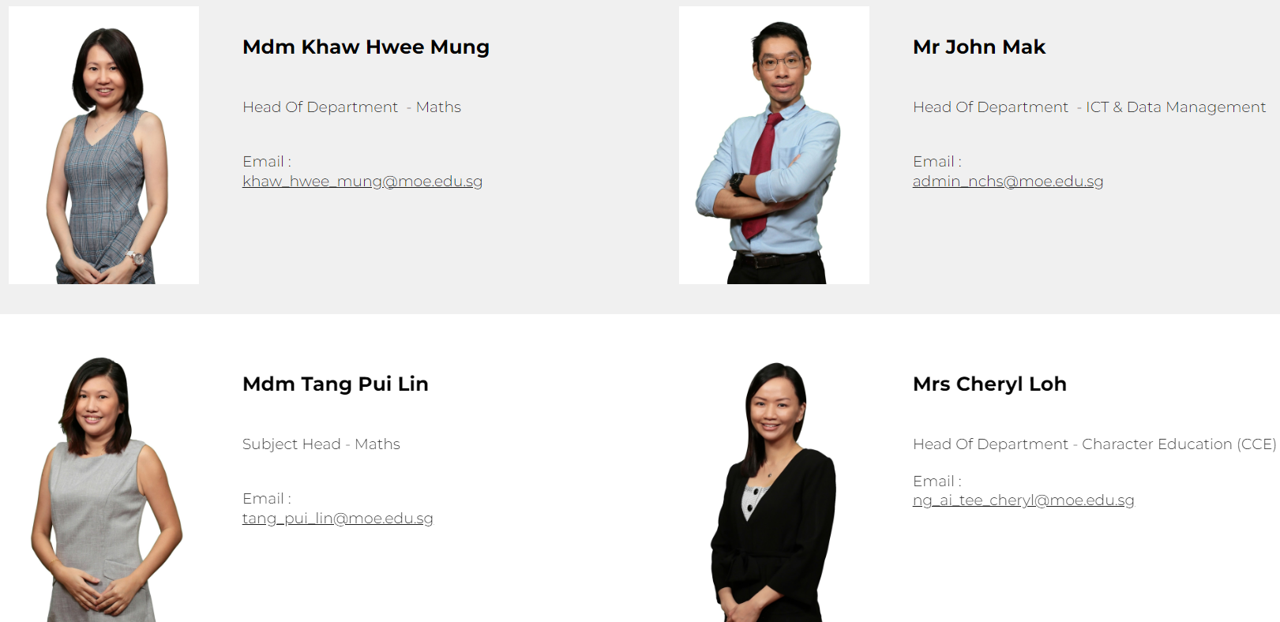 Mdm Khaw Hwee Mung
Head Of Department - Maths
Email :
khaw_hwee_mung@moe.edu.sg
Mr John Mak
Head Of Department - ICT & Data Management
Email :
admin_nchs@moe.edu.sg
Mdm Tang Pui Lin
Subject Head - Maths
Email :
tang_pui_lin@moe.edu.sg
Mrs Cheryl Loh
Head Of Department - Character Education (CCE)
Email :
ng_ai_tee_cheryl@moe.edu.sg